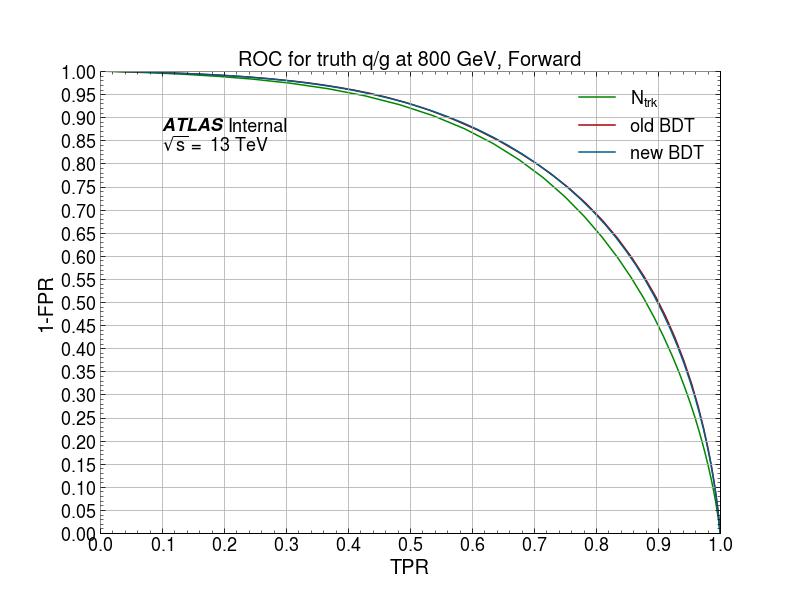 ROC for truth q/g at 800 GeV, Forward
1.00
0.95
0.90
0.85
0.80
0.75
0.70
0.65
0.60
0.55
0.50
0.45
0.40
0.35
0.30
0.25
0.20
0.15
0.10
0.05
0.00
ATLAS Internal
√s = 13 TeV
N_trk
old BDT
new BDT
1-FPR
0.0 0.1 0.2 0.3 0.4 0.5 0.6 0.7 0.8 0.9 1.0
TPR